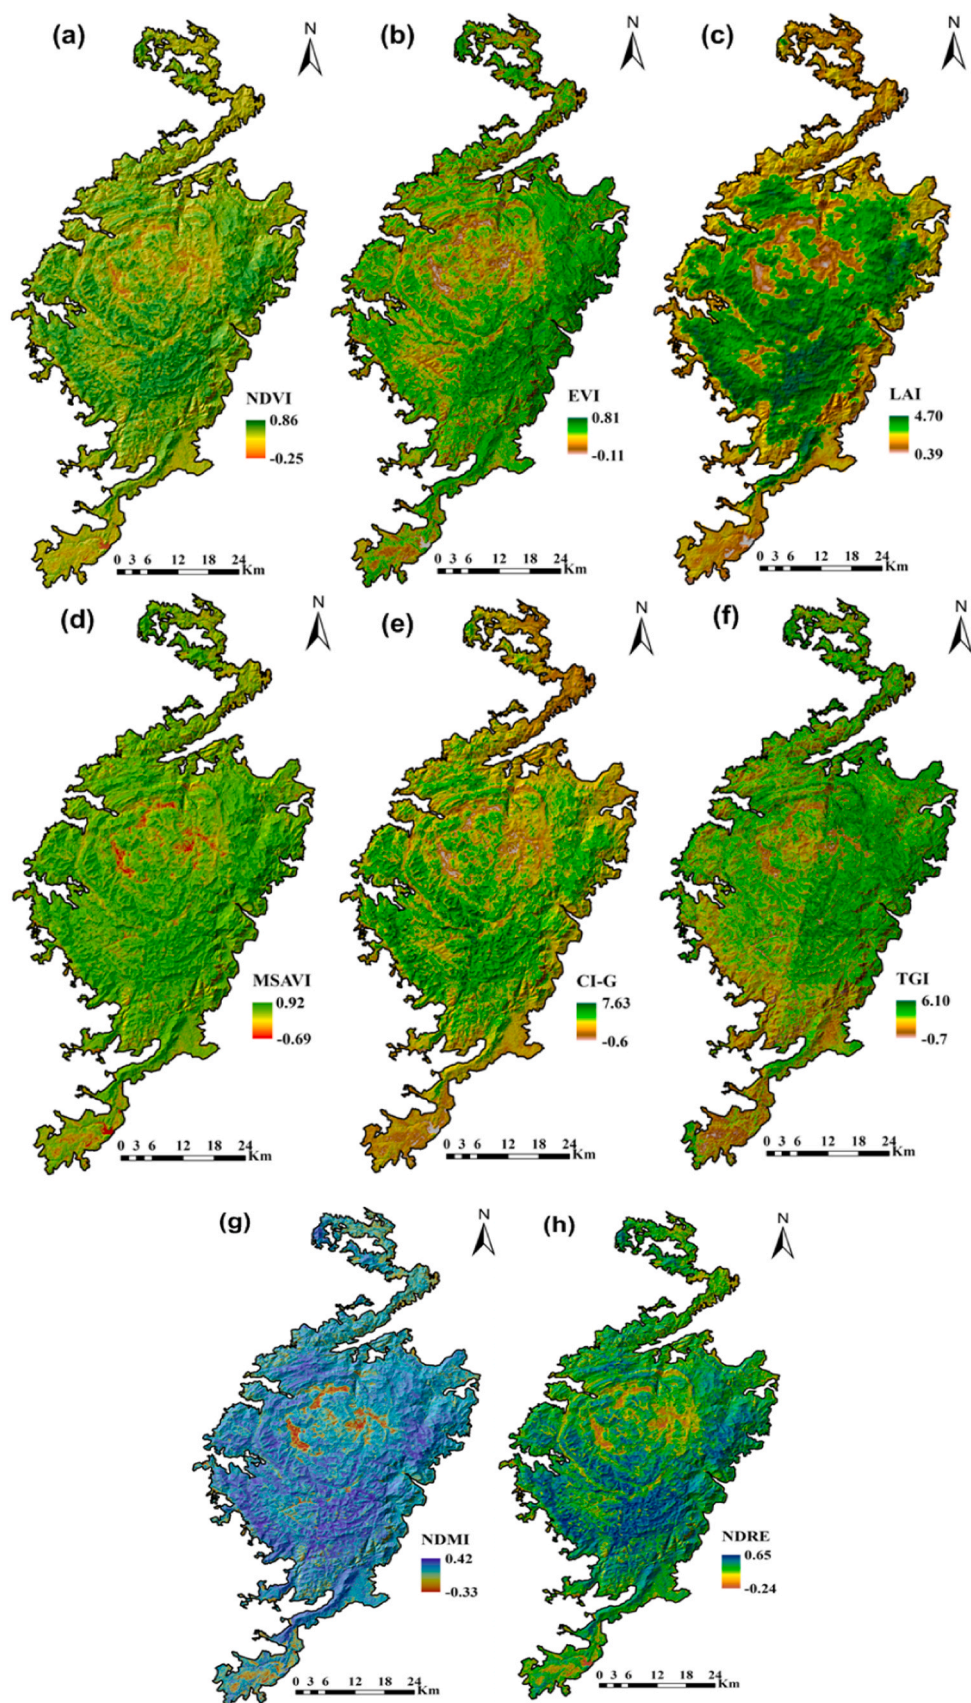 (a)
N
(b)
N
(c)
N
NDVI
0.86
-0.25
EVI
0.81
-0.11
LAI
4.70
0.39
0 3 6 12 18 24
Km
0 3 6 12 18 24
Km
0 3 6 12 18 24
Km
(d)
N
(e)
N
(f)
N
MSAVI
0.92
-0.69
CI-G
7.63
-0.6
TGI
6.10
-0.7
0 3 6 12 18 24
Km
0 3 6 12 18 24
Km
0 3 6 12 18 24
Km
(g)
N
(h)
N
NDMI
0.42
-0.33
NDRE
0.65
-0.24
0 3 6 12 18 24
Km
0 3 6 12 18 24
Km